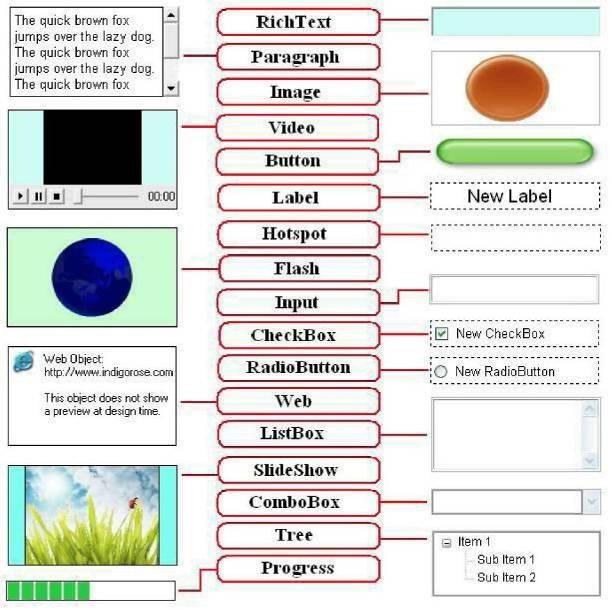 The quick brown fox
jumps over the lazy dog.
The quick brown fox
jumps over the lazy dog.
The quick brown fox
RichText
Paragraph
Image
Video
00:00
Button
Label
New Label
Hotspot
Flash
Input
CheckBox
New CheckBox
RadioButton
New RadioButton
Web Object:
http://www.indigorose.com
This object does not show
a preview at design time.
Web
ListBox
SlideShow
ComboBox
Tree
Item 1
Sub Item 1
Sub Item 2
Progress